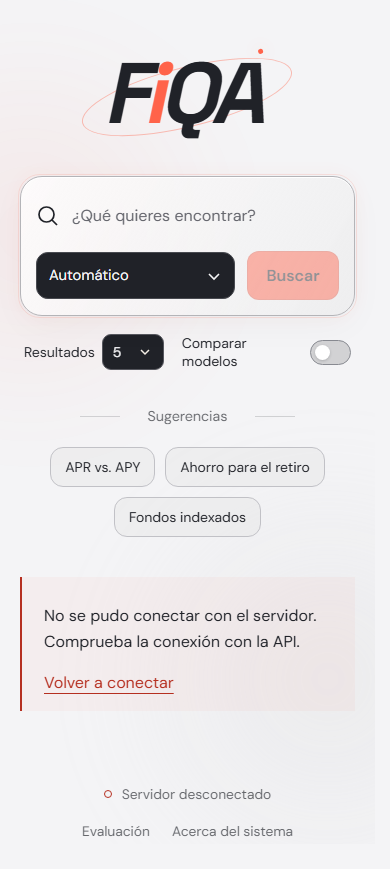 FiQA
¿Qué quieres encontrar?
Automático
Buscar
Resultados
5
Comparar
modelos
Sugerencias
APR vs. APY
Ahorro para el retiro
Fondos indexados
No se pudo conectar con el servidor.
Comprueba la conexión con la API.
Volver a conectar
Servidor desconectado
Evaluación
Acerca del sistema